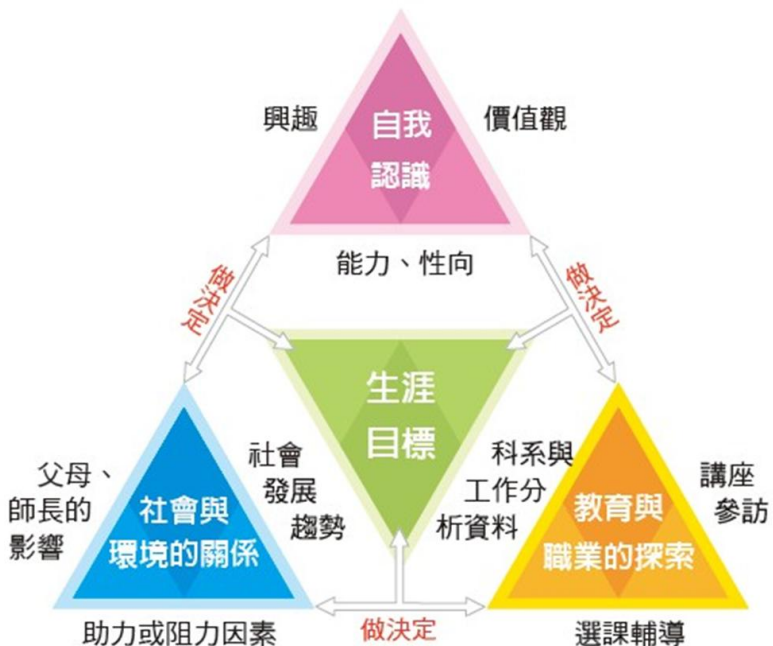 興趣
自我
認識
價值觀
能力、性向
做決定
做決定
生涯
目標
父母、
師長的
影響
社會與
環境的關係
社會
發展
趨勢
助力或阻力因素
做決定
科系與
工作分
析資料
教育與
職業的探索
講座
參訪
選課輔導